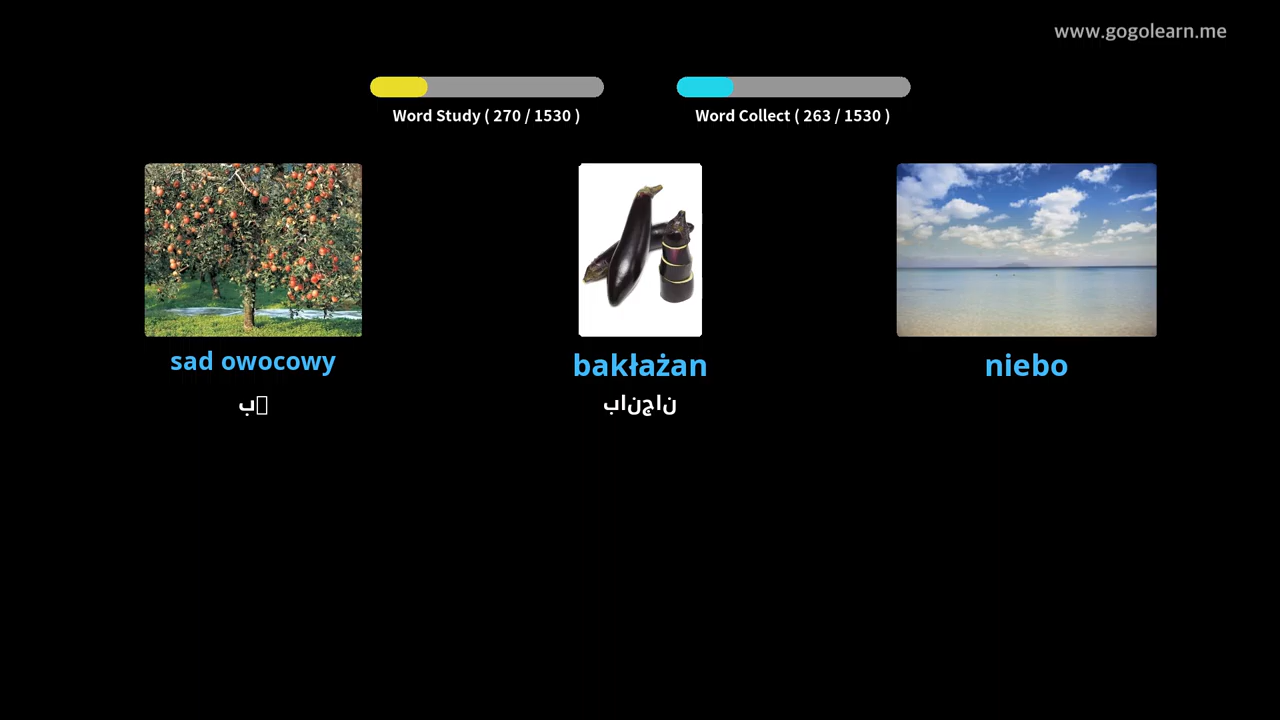 www.gogolearn.me
Word Study ( 270 / 1530 )
Word Collect ( 263 / 1530 )
sad owocowy
bakłażan
niebo
بانجان